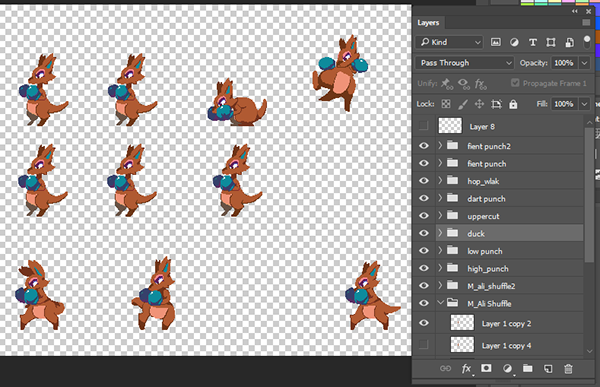 Layers
Kind
Pass Through
Opacity: 100%
Unify:
Propagate Frame 1
Lock:
Fill: 100%
Layer 8
fient punch2
fient punch
hop_wlak
dart punch
uppercut
duck
low punch
high_punch
M_ali_shuffle2
M_Ali Shuffle
Layer 1 copy 2
Layer 1 copy 4
fx